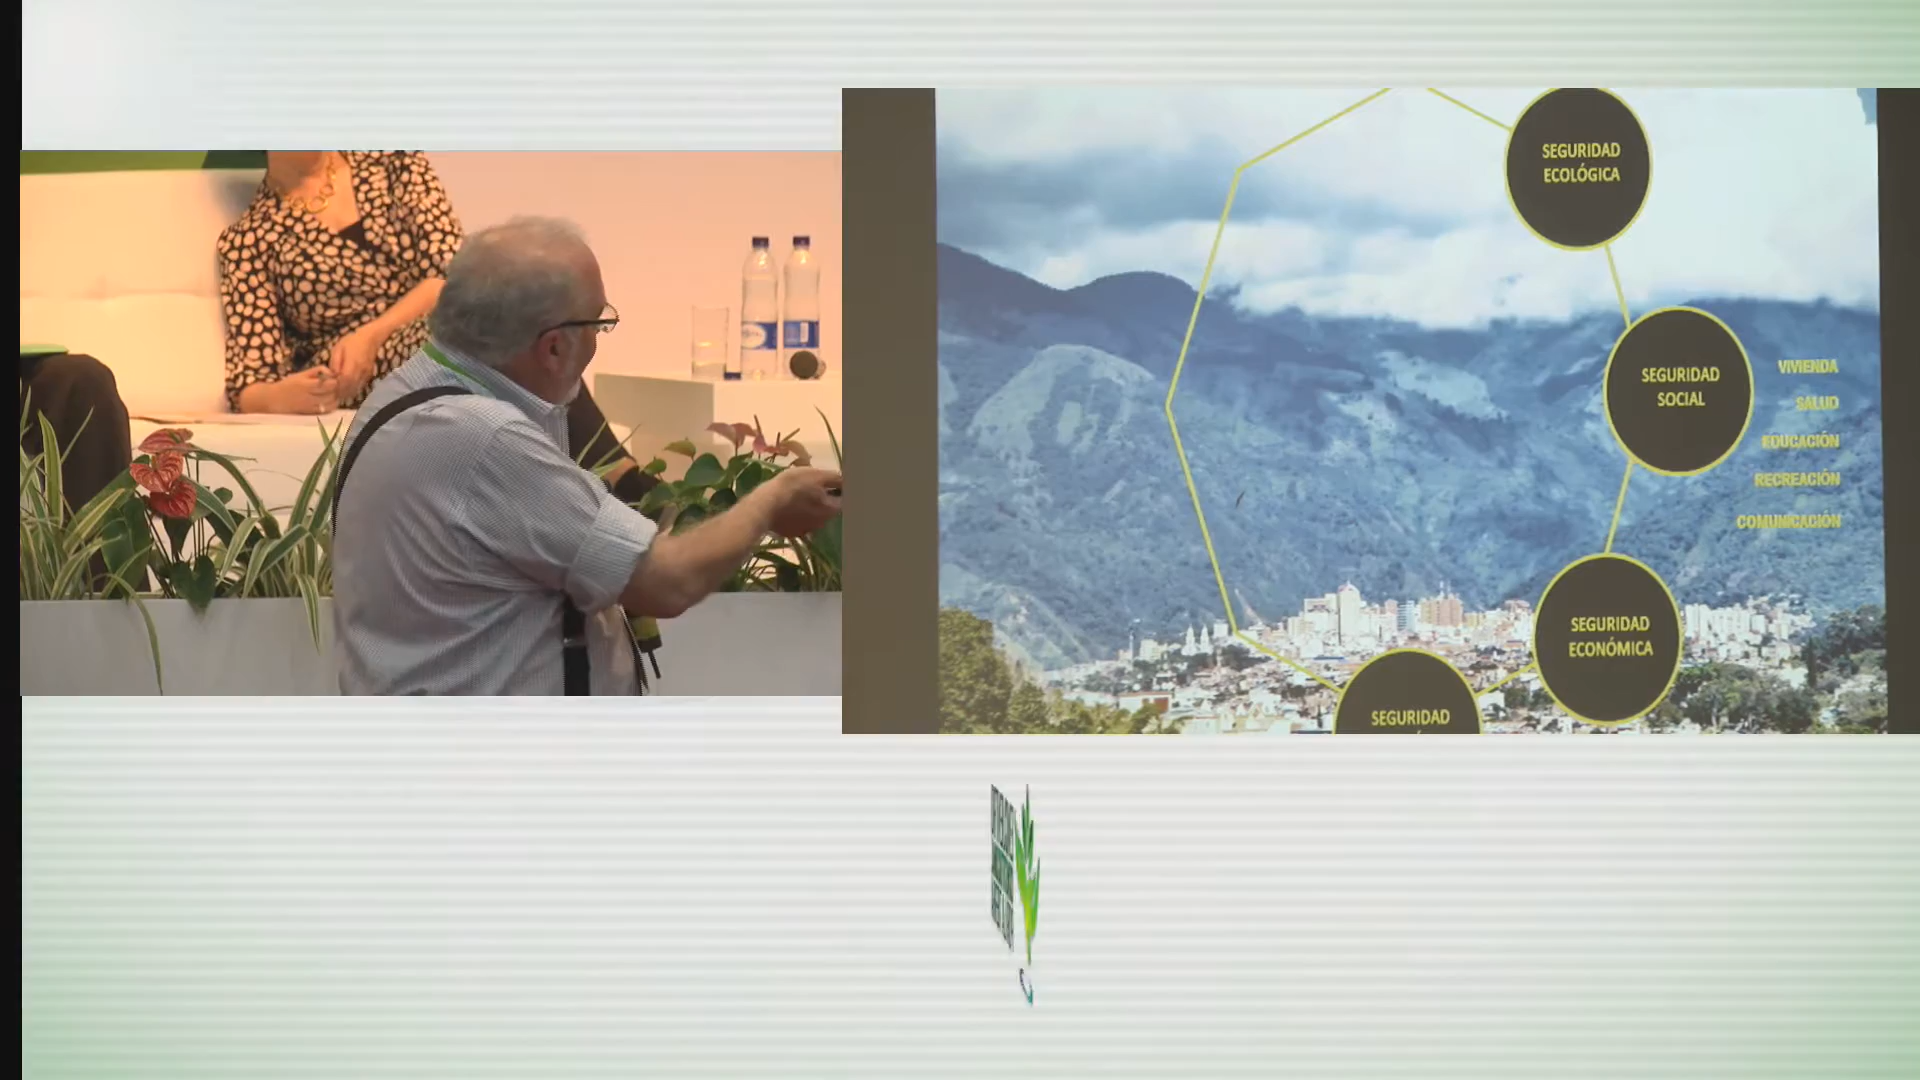 SEGURIDAD
ECOLÓGICA
SEGURIDAD
SOCIAL
VIVIENDA
SALUD
EDUCACIÓN
RECREACIÓN
COMUNICACIÓN
SEGURIDAD
ECONÓMICA
SEGURIDAD